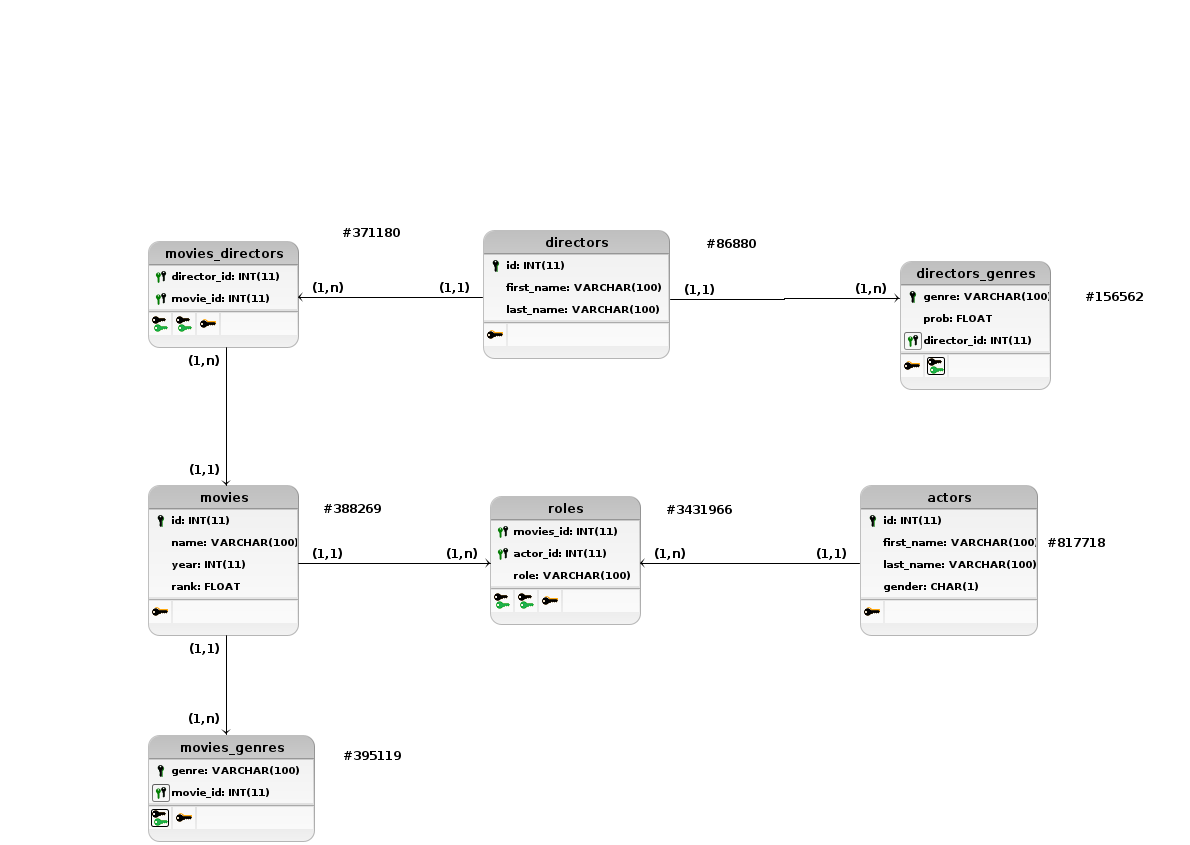 #371180
movies_directors
director_id: INT(11)
movie_id: INT(11)
(1,n)
(1,1)
directors
id: INT(11)
first_name: VARCHAR(100)
last_name: VARCHAR(100)
#86880
(1,1)
(1,n)
directors_genres
genre: VARCHAR(100)
prob: FLOAT
director_id: INT(11)
#156562
(1,n)
(1,1)
movies
id: INT(11)
name: VARCHAR(100)
year: INT(11)
rank: FLOAT
#388269
(1,1)
(1,n)
roles
movies_id: INT(11)
actor_id: INT(11)
role: VARCHAR(100)
#3431966
(1,n)
(1,1)
actors
id: INT(11)
first_name: VARCHAR(100)
last_name: VARCHAR(100)
gender: CHAR(1)
#817718
(1,1)
(1,n)
movies_genres
genre: VARCHAR(100)
movie_id: INT(11)
#395119